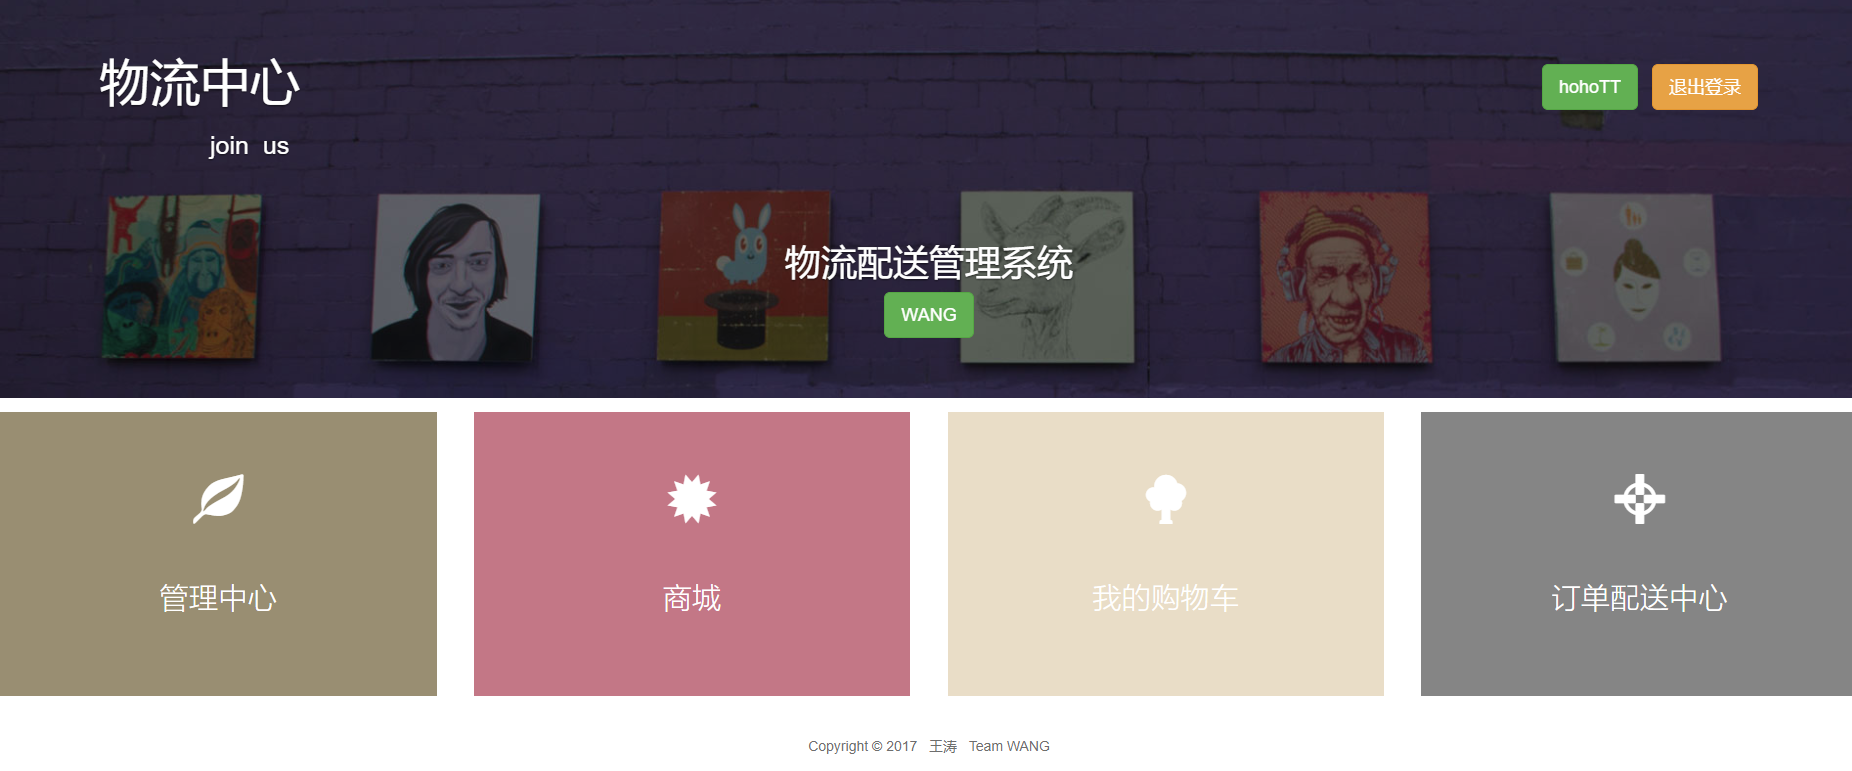 物流中心
hohoTT 退出登录
join us
物流配送管理系统
WANG
管理中心
商城
我的购物车
订单配送中心
Copyright © 2017 王涛 Team WANG